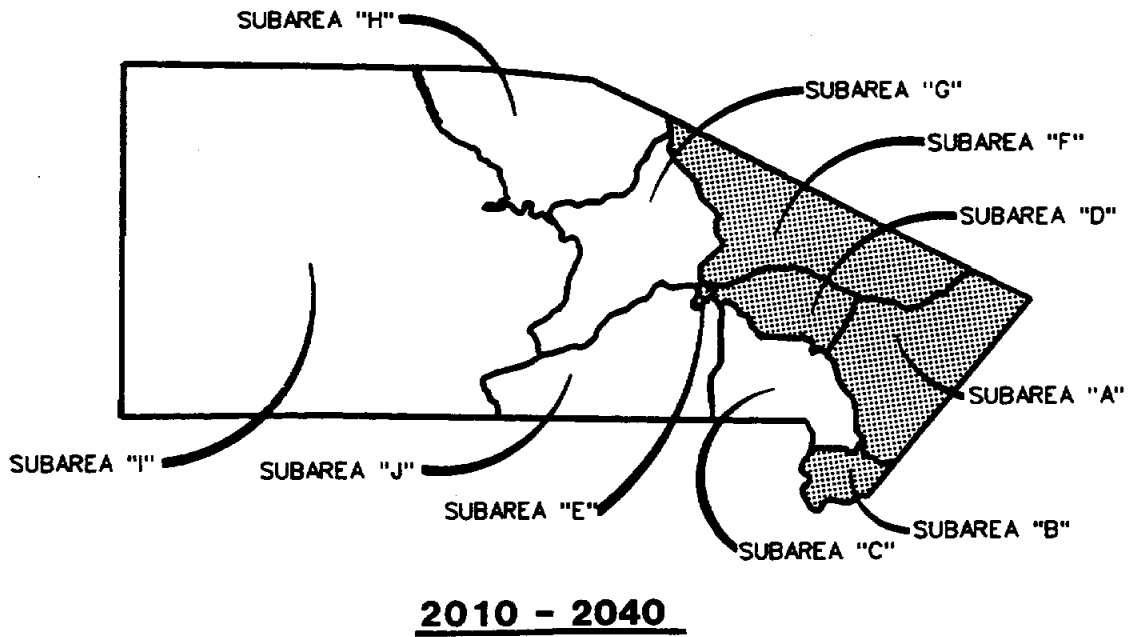 SUBAREA "H"
SUBAREA "G"
SUBAREA "F"
SUBAREA "D"
SUBAREA "A"
SUBAREA "I"
SUBAREA "J"
SUBAREA "E"
SUBAREA "B"
SUBAREA "C"
2010 - 2040